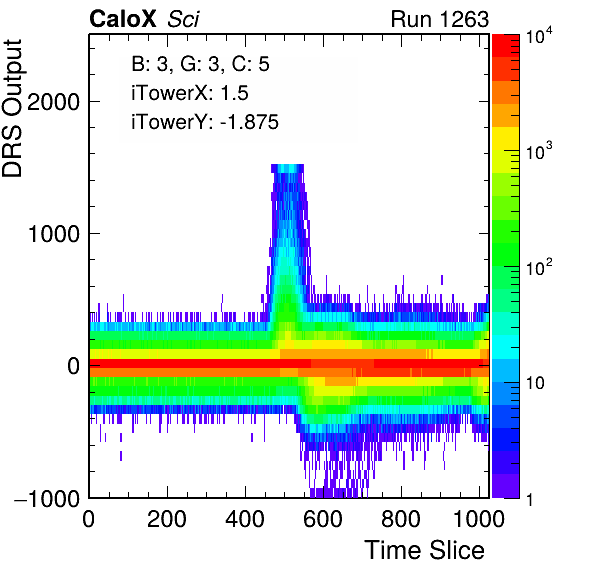 CaloX Sci
Run 1263
B: 3, G: 3, C: 5
iTowerX: 1.5
iTowerY: -1.875
DRS Output
2000
1000
0
−1000
0 200 400 600 800 1000
Time Slice
10^4
10^3
10^2
10
1